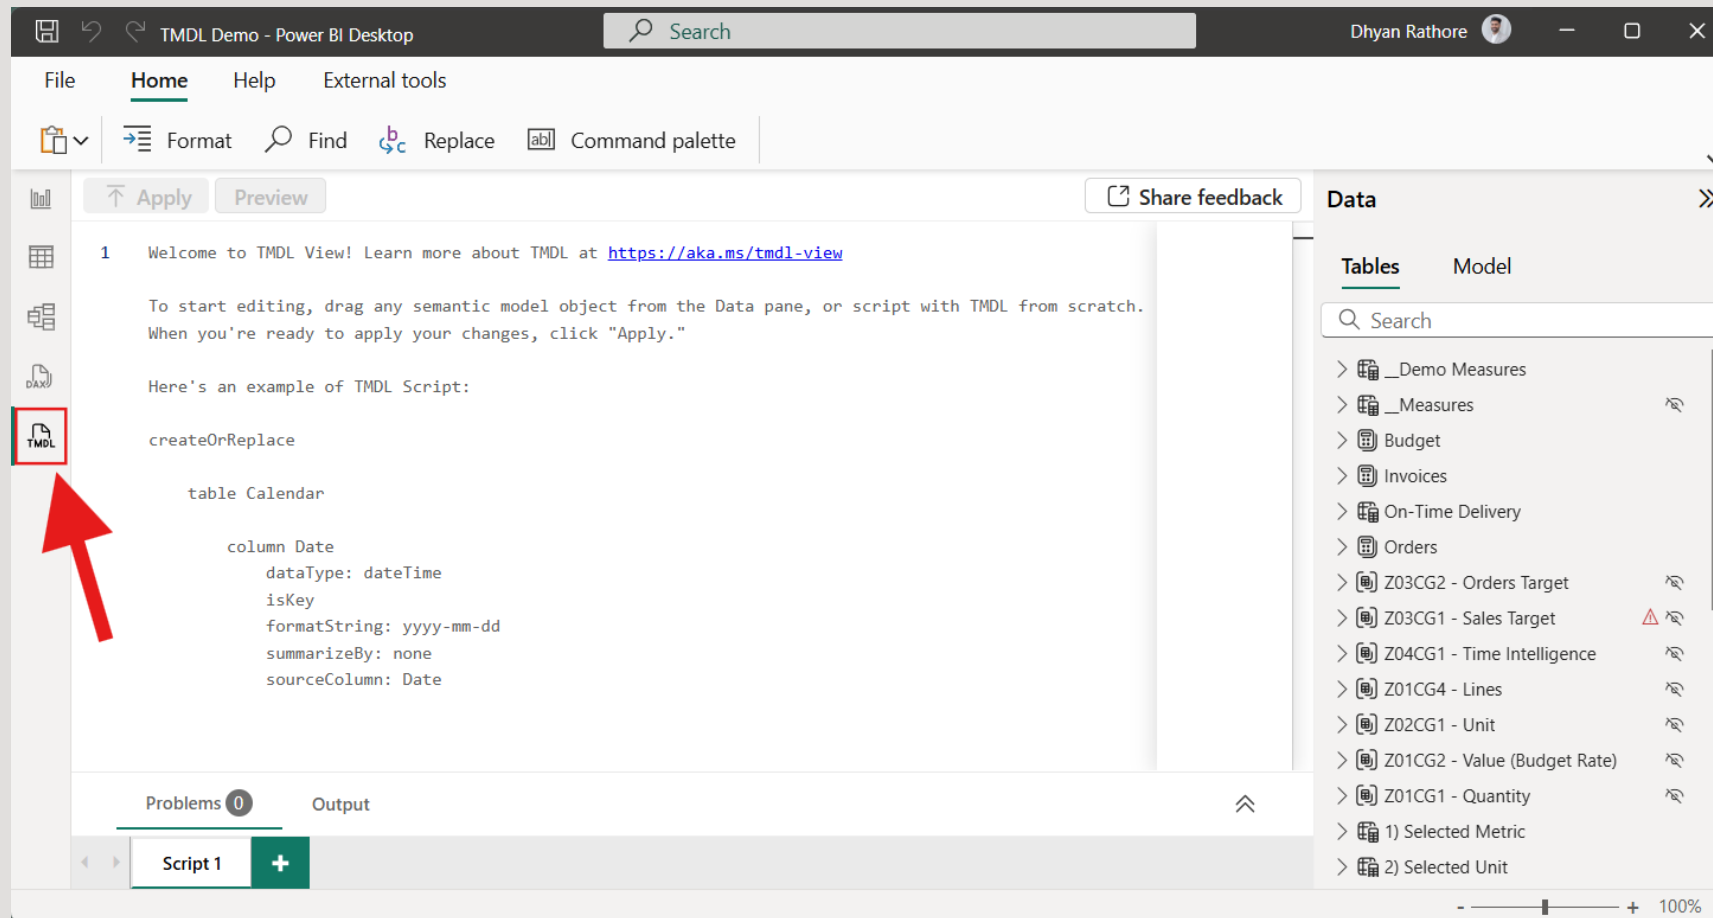 TMDL Demo - Power BI Desktop
Search
Dhyan Rathore
File Home Help External tools
Format Find Replace abl Command palette
Apply Preview Share feedback
1 Welcome to TMDL View! Learn more about TMDL at https://aka.ms/tmdl-view
To start editing, drag any semantic model object from the Data pane, or script with TMDL from scratch.
When you're ready to apply your changes, click "Apply."
Here's an example of TMDL Script:
createOrReplace
table Calendar
column Date
dataType: dateTime
isKey
formatString: yyyy-mm-dd
summarizeBy: none
sourceColumn: Date
DAX
TMDL
Problems 0 Output
Script 1 +
Data
Tables Model
Search
__Demo Measures
__Measures
Budget
Invoices
On-Time Delivery
Orders
Z03CG2 - Orders Target
Z03CG1 - Sales Target
Z04CG1 - Time Intelligence
Z01CG4 - Lines
Z02CG1 - Unit
Z01CG2 - Value (Budget Rate)
Z01CG1 - Quantity
1) Selected Metric
2) Selected Unit
- + 100%